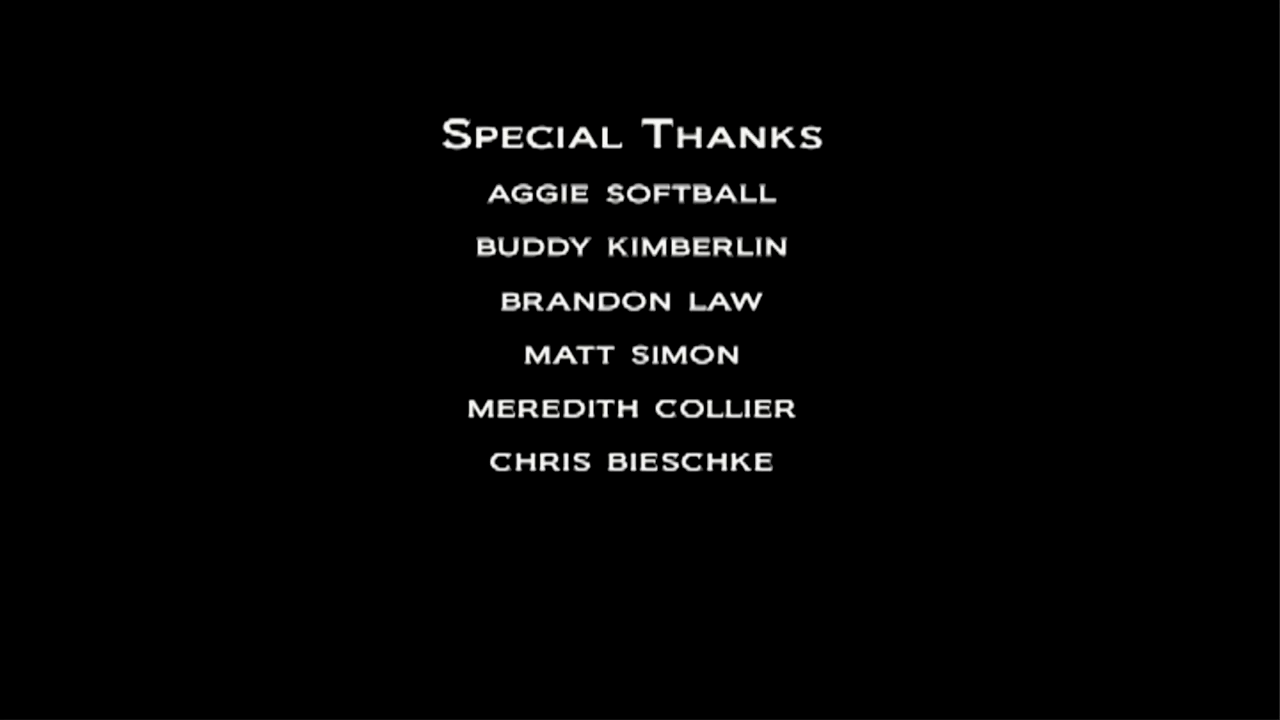 Special Thanks
AGGIE SOFTBALL
BUDDY KIMBERLIN
BRANDON LAW
MATT SIMON
MEREDITH COLLIER
CHRIS BIESCHKE